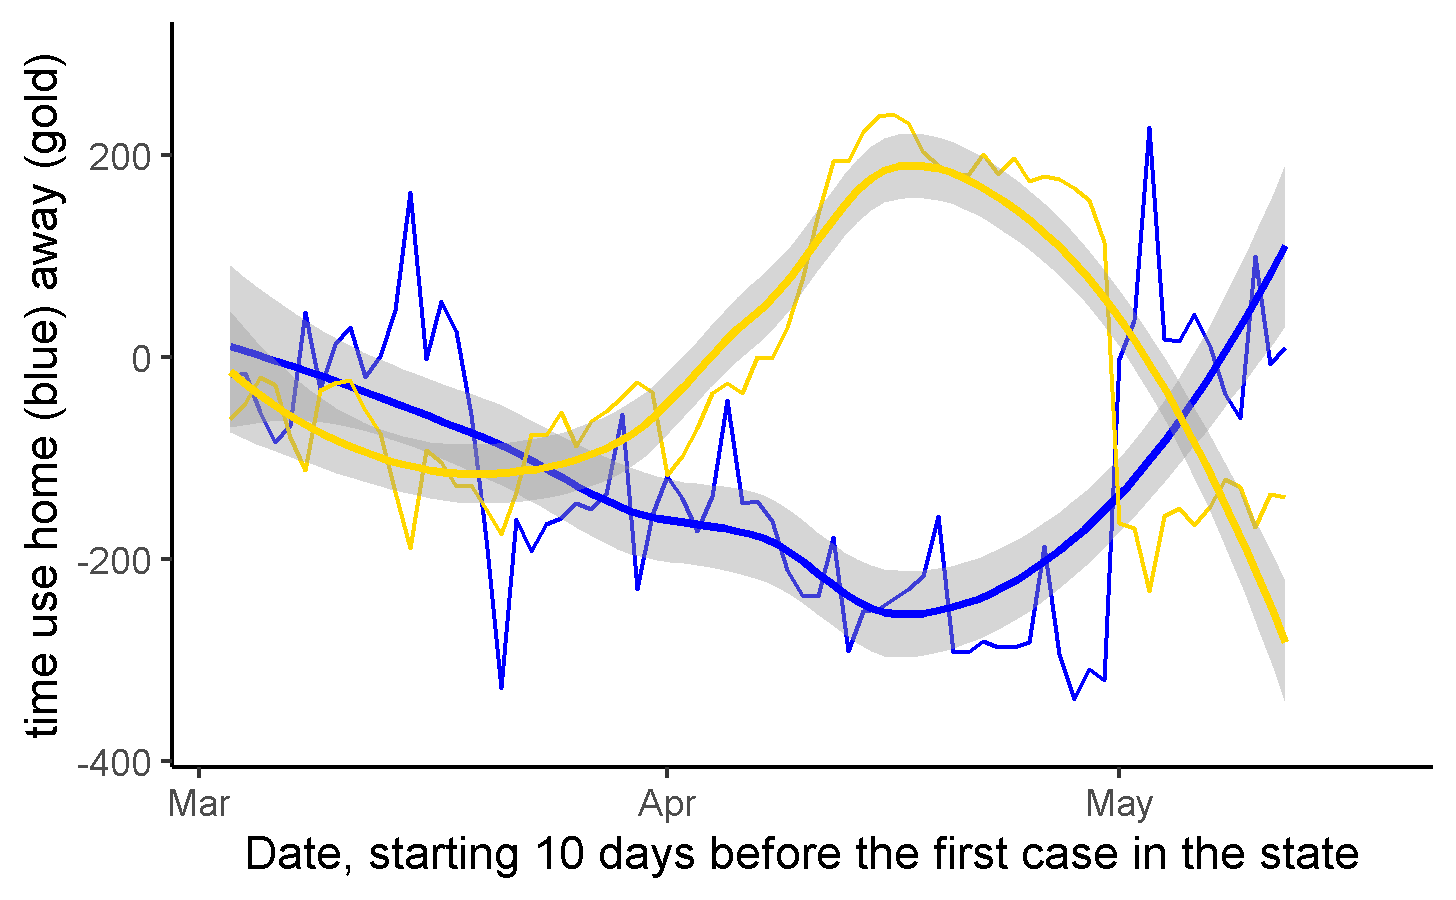 time use home (blue) away (gold)
200
0
-200
-400
Mar
Apr
May
Date, starting 10 days before the first case in the state